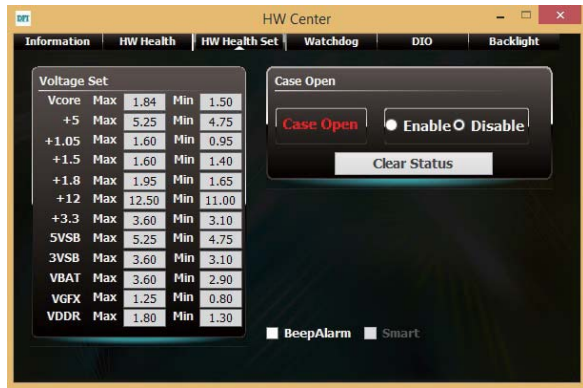 DFI
HW Center
Information HW Health HW Health Set Watchdog DIO Backlight
Voltage Set
Vcore Max 1.84 Min 1.50
+5 Max 5.25 Min 4.75
+1.05 Max 1.60 Min 0.95
+1.5 Max 1.60 Min 1.40
+1.8 Max 1.95 Min 1.65
+12 Max 12.50 Min 11.00
+3.3 Max 3.60 Min 3.10
5VSB Max 5.25 Min 4.75
3VSB Max 3.60 Min 3.10
VBAT Max 3.60 Min 2.90
VGFX Max 1.25 Min 0.80
VDDR Max 1.80 Min 1.30
Case Open
Case Open Enable Disable
Clear Status
BeepAlarm Smart